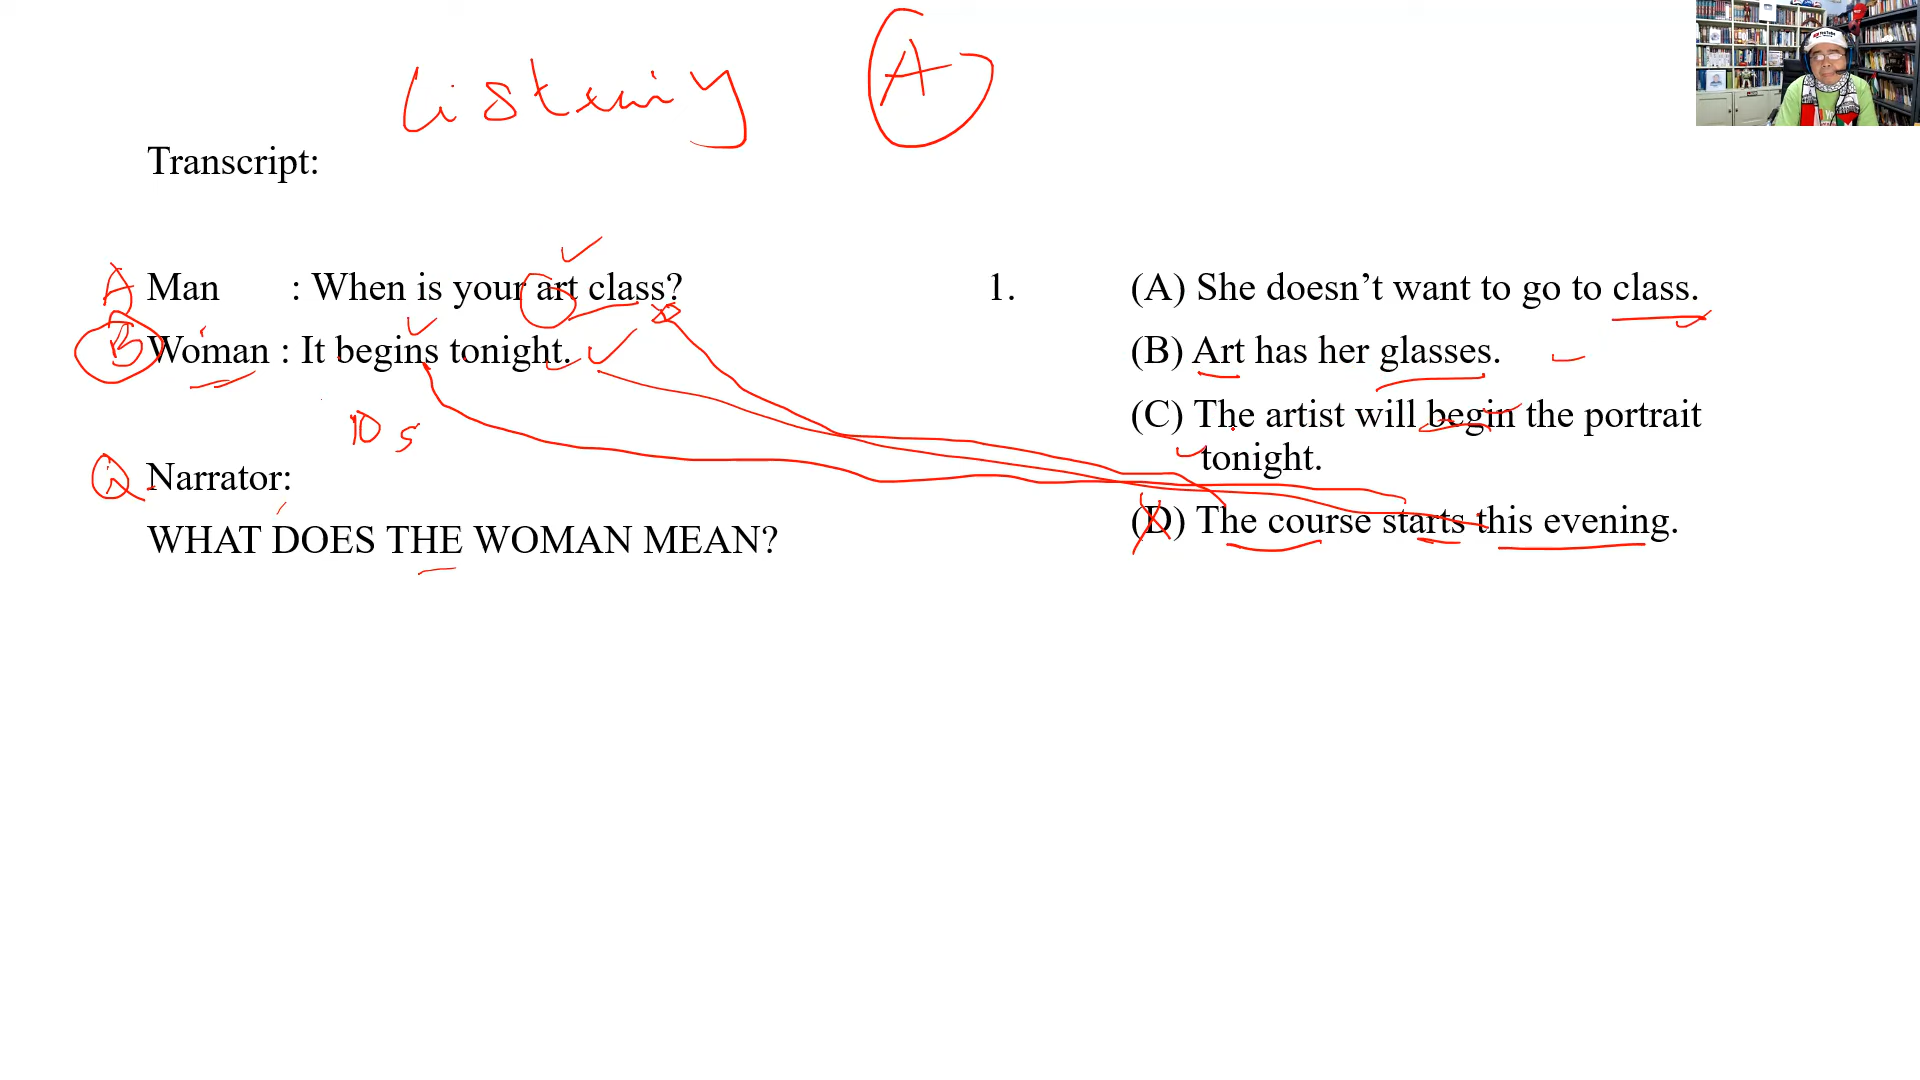 Listening A
Transcript:
A Man : When is your art class?
B Woman : It begins tonight.
10 s
Q Narrator:
WHAT DOES THE WOMAN MEAN?
1. (A) She doesn’t want to go to class.
(B) Art has her glasses.
(C) The artist will begin the portrait
tonight.
(D) The course starts this evening.